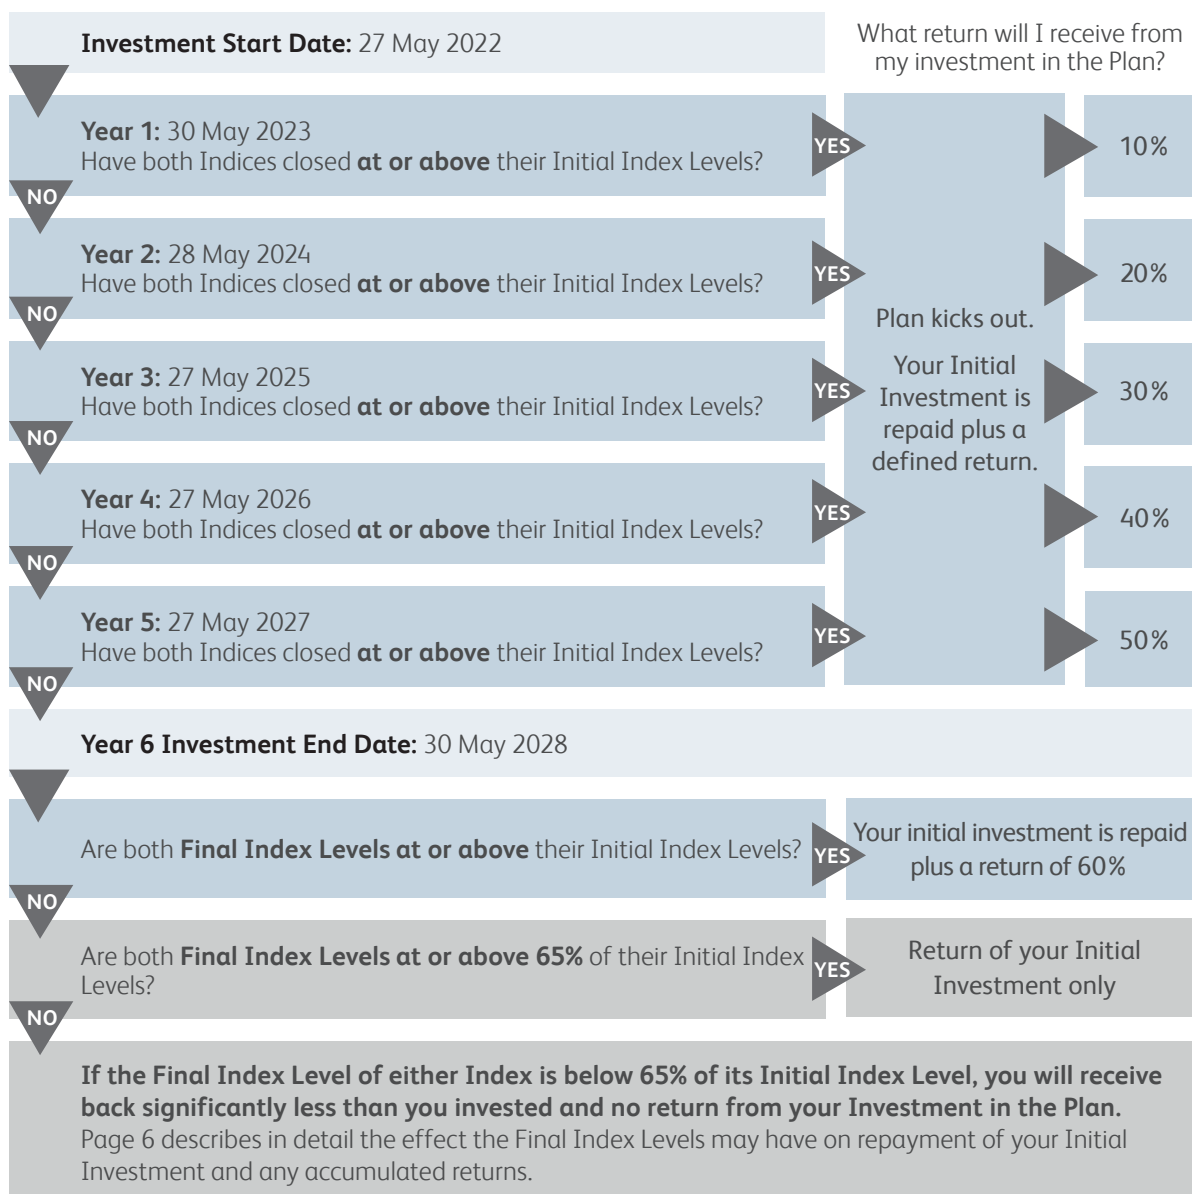 Investment Start Date: 27 May 2022
What return will I receive from
my investment in the Plan?
Year 1: 30 May 2023
Have both Indices closed at or above their Initial Index Levels?
YES
10%
NO
Year 2: 28 May 2024
Have both Indices closed at or above their Initial Index Levels?
YES
20%
NO
Plan kicks out.
Your Initial
Investment is
repaid plus a
defined return.
Year 3: 27 May 2025
Have both Indices closed at or above their Initial Index Levels?
YES
30%
NO
Year 4: 27 May 2026
Have both Indices closed at or above their Initial Index Levels?
YES
40%
NO
Year 5: 27 May 2027
Have both Indices closed at or above their Initial Index Levels?
YES
50%
NO
Year 6 Investment End Date: 30 May 2028
Are both Final Index Levels at or above their Initial Index Levels?
YES
Your initial investment is repaid
plus a return of 60%
NO
Are both Final Index Levels at or above 65% of their Initial Index
Levels?
YES
Return of your Initial
Investment only
NO
If the Final Index Level of either Index is below 65% of its Initial Index Level, you will receive
back significantly less than you invested and no return from your Investment in the Plan.
Page 6 describes in detail the effect the Final Index Levels may have on repayment of your Initial
Investment and any accumulated returns.